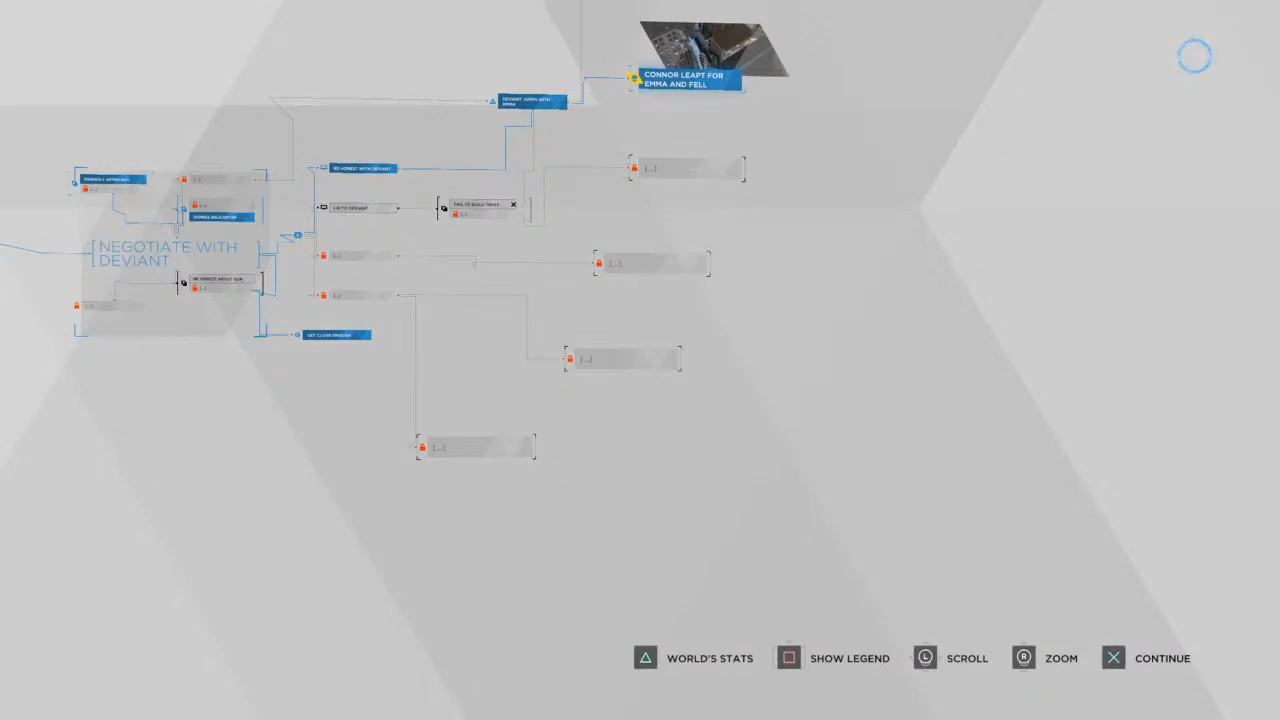 CONNOR LEAPT FOR
EMMA AND FELL
DEVIANT JUMPS WITH
EMMA
BE HONEST WITH DEVIANT
[...]
FRIENDLY APPROACH
[...]
[...]
[...]
LIE TO DEVIANT
FAIL TO BUILD TRUST
[...]
DISMISS HELICOPTER
NEGOTIATE WITH
DEVIANT
[...]
[...]
BE HONEST ABOUT GUN
[...]
[...]
[...]
GET CLOSE ENOUGH
[...]
[...]
WORLD'S STATS
SHOW LEGEND
L
SCROLL
R
ZOOM
CONTINUE